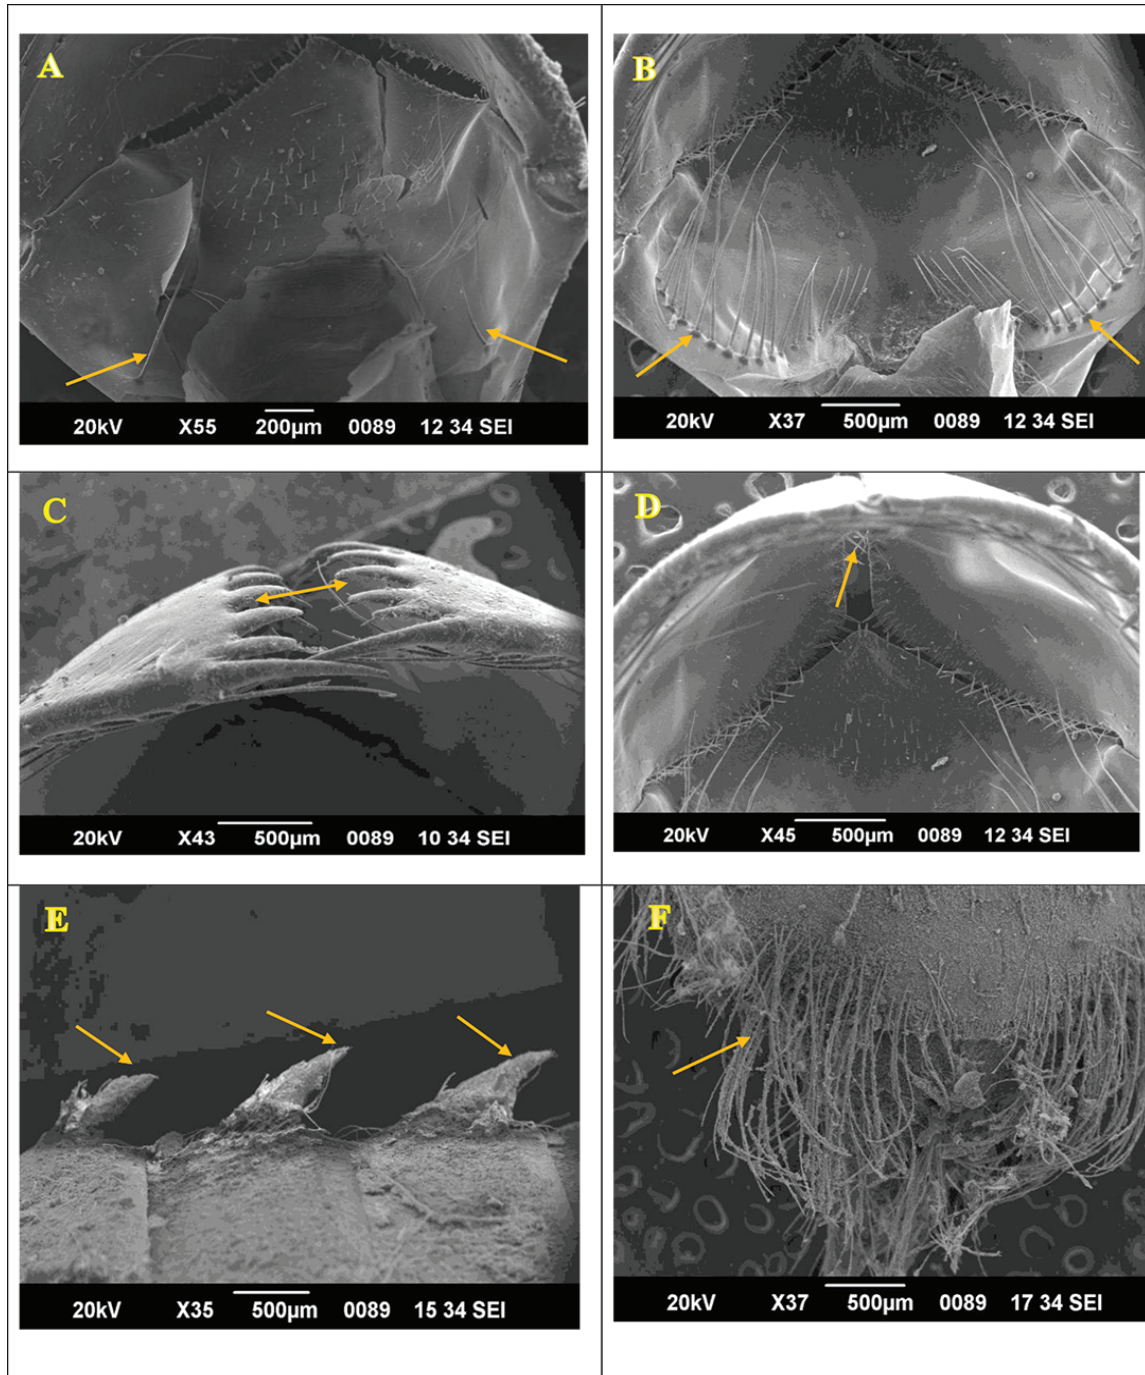 A
20kV X55 200µm 0089 12 34 SEI
B
20kV X37 500µm 0089 12 34 SEI
C
20kV X43 500µm 0089 10 34 SEI
D
20kV X45 500µm 0089 12 34 SEI
E
20kV X35 500µm 0089 15 34 SEI
F
20kV X37 500µm 0089 17 34 SEI